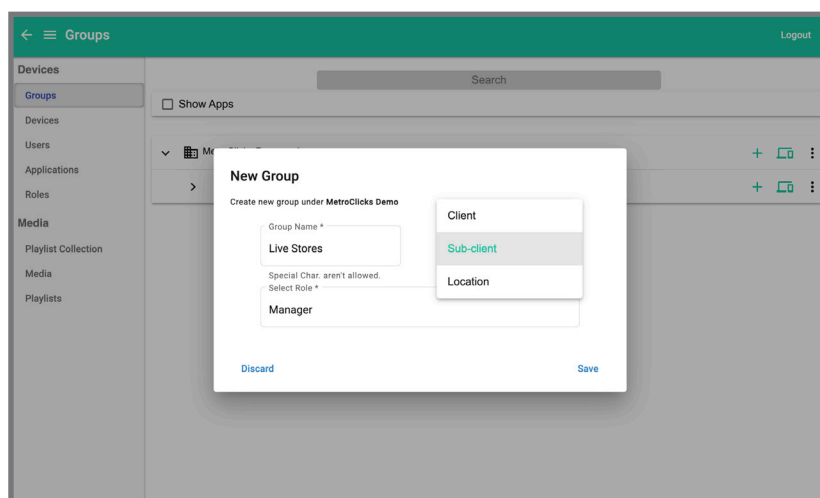 Groups
Logout
Devices
Groups
Devices
Users
Applications
Roles
Media
Playlist Collection
Media
Playlists
Search
Show Apps
New Group
Create new group under MetroClicks Demo
Group Name *
Live Stores
Special Char. aren't allowed.
Select Role *
Manager
Client
Sub-client
Location
Discard
Save